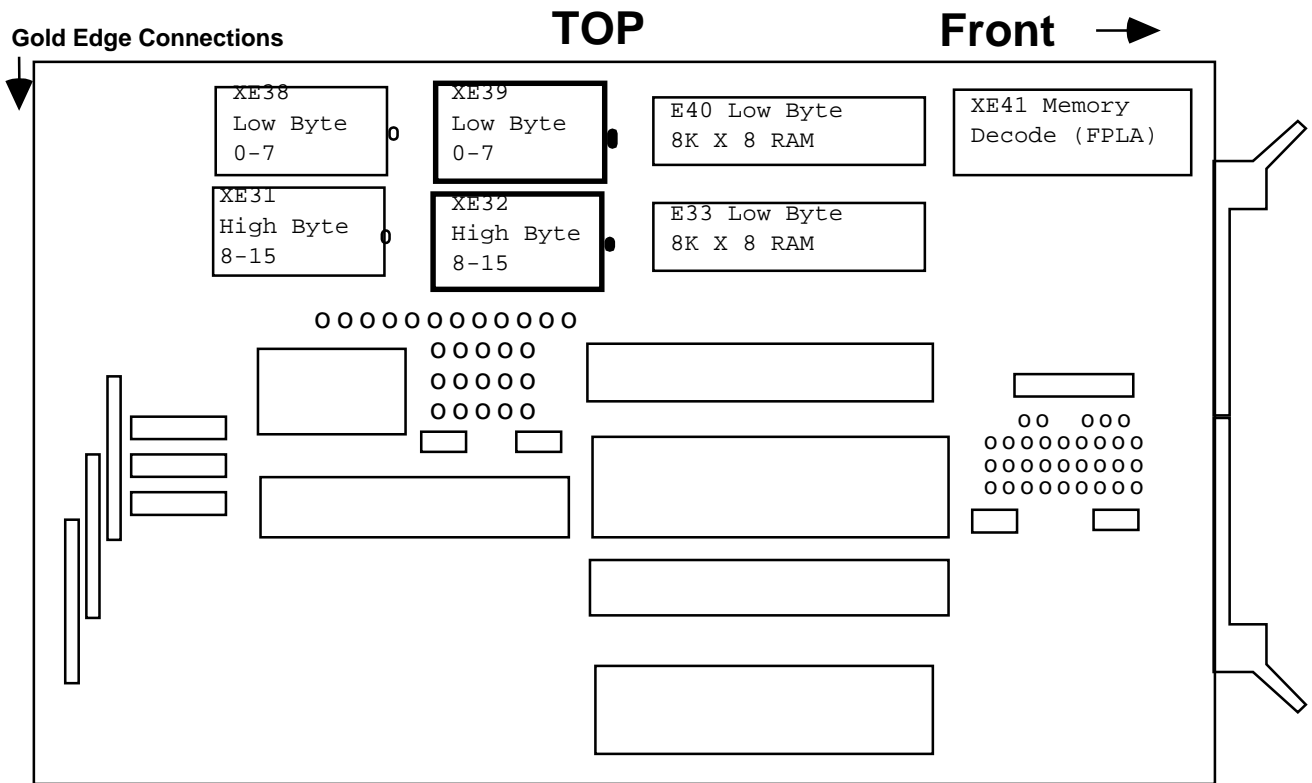 TOP
Front
Gold Edge Connections
XE38
Low Byte
0-7
XE39
Low Byte
0-7
E40 Low Byte
8K X 8 RAM
XE41 Memory
Decode (FPLA)
XE31
High Byte
8-15
XE32
High Byte
8-15
E33 Low Byte
8K X 8 RAM